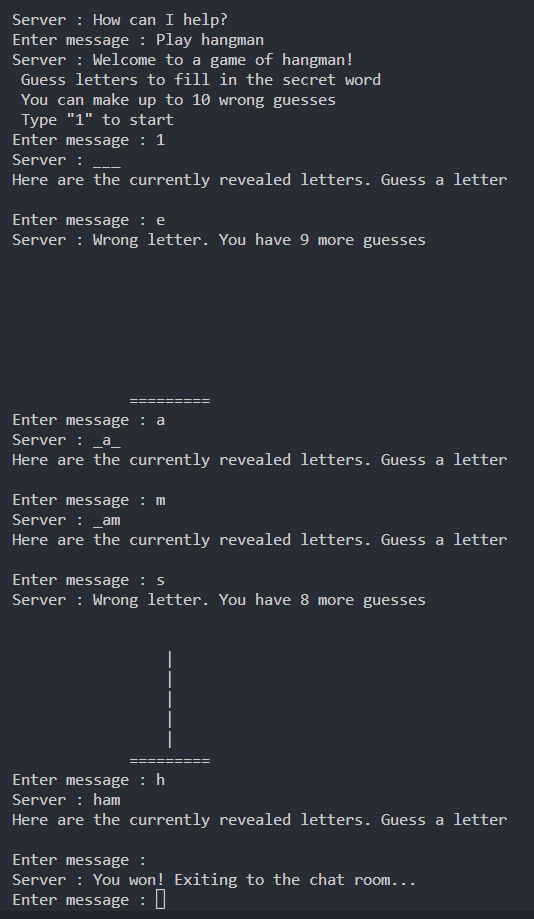 Server : How can I help?
Enter message : Play hangman
Server : Welcome to a game of hangman!
 Guess letters to fill in the secret word
 You can make up to 10 wrong guesses
 Type "1" to start
Enter message : 1
Server : ___
Here are the currently revealed letters. Guess a letter

Enter message : e
Server : Wrong letter. You have 9 more guesses

             =========
Enter message : a
Server : _a_
Here are the currently revealed letters. Guess a letter

Enter message : m
Server : _am
Here are the currently revealed letters. Guess a letter

Enter message : s
Server : Wrong letter. You have 8 more guesses

                 |
                 |
                 |
                 |
                 |
             =========
Enter message : h
Server : ham
Here are the currently revealed letters. Guess a letter

Enter message :
Server : You won! Exiting to the chat room...
Enter message :